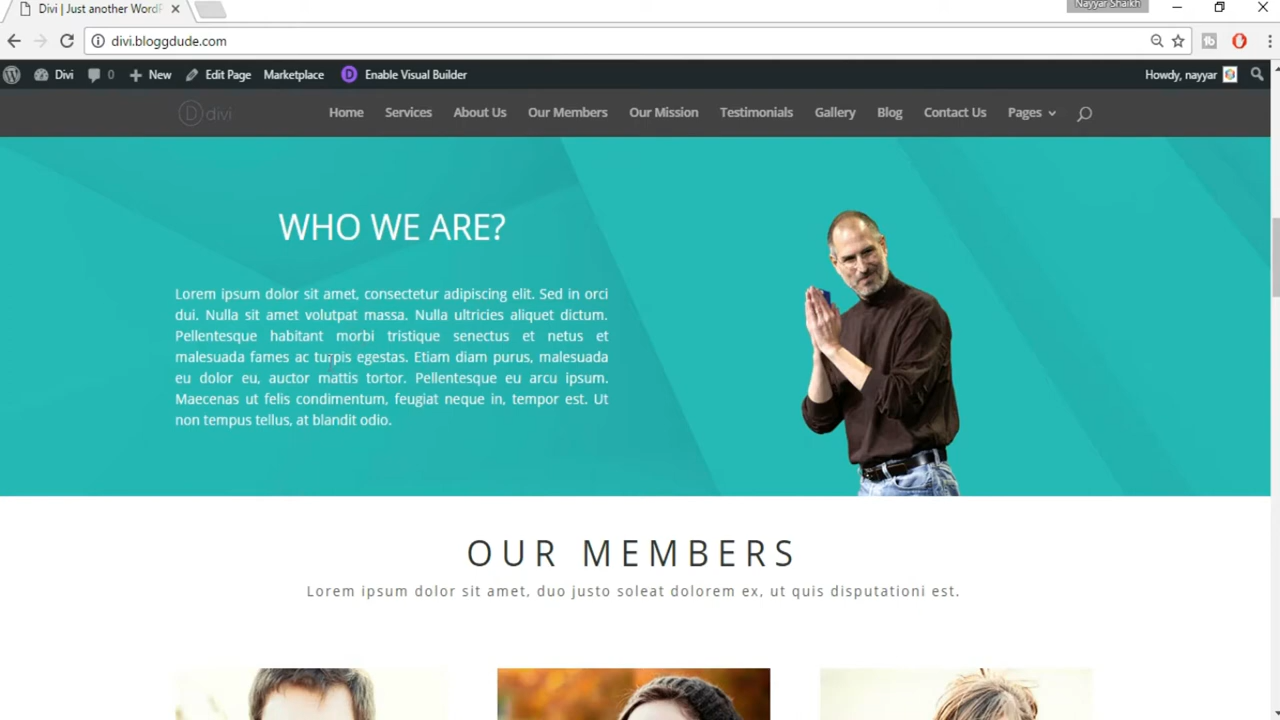 Divi | Just another WordP
Nayyar Shaikh
divi.bloggdude.com
Divi 0 New Edit Page Marketplace D Enable Visual Builder Howdy, nayyar
D divi Home Services About Us Our Members Our Mission Testimonials Gallery Blog Contact Us Pages
WHO WE ARE?
Lorem ipsum dolor sit amet, consectetur adipiscing elit. Sed in orci
dui. Nulla sit amet volutpat massa. Nulla ultricies aliquet dictum.
Pellentesque habitant morbi tristique senectus et netus et
malesuada fames ac turpis egestas. Etiam diam purus, malesuada
eu dolor eu, auctor mattis tortor. Pellentesque eu arcu ipsum.
Maecenas ut felis condimentum, feugiat neque in, tempor est. Ut
non tempus tellus, at blandit odio.
OUR MEMBERS
Lorem ipsum dolor sit amet, duo justo soleat dolorem ex, ut quis disputationi est.